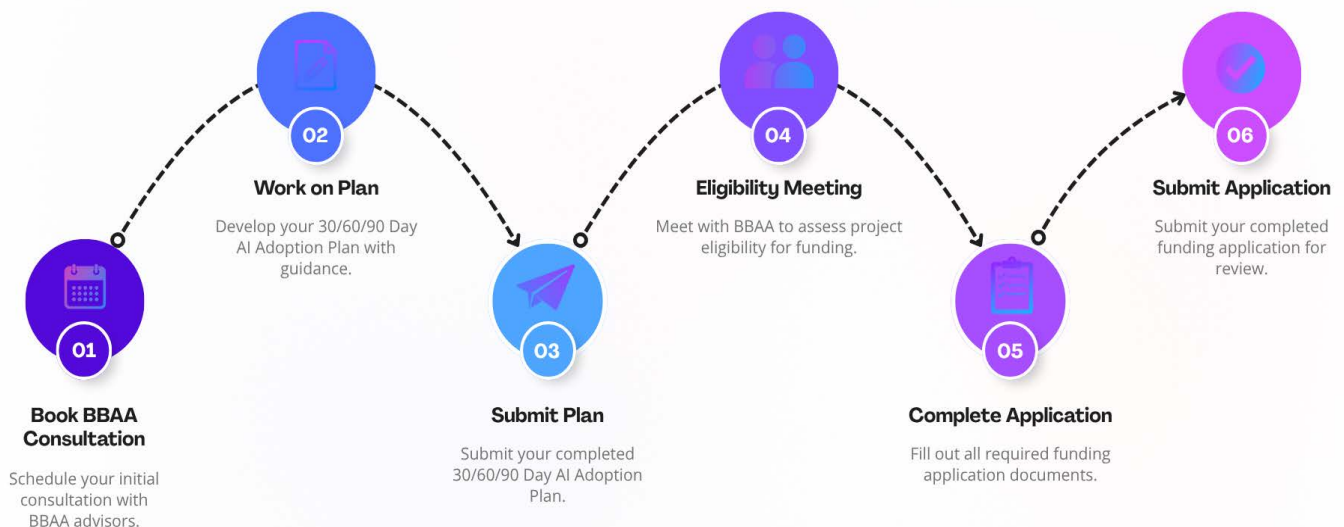 01
Book BBAA
Consultation
Schedule your initial
consultation with
BBAA advisors.
02
Work on Plan
Develop your 30/60/90 Day
AI Adoption Plan with
guidance.
03
Submit Plan
Submit your completed
30/60/90 Day AI Adoption
Plan.
04
Eligibility Meeting
Meet with BBAA to assess project
eligibility for funding.
05
Complete Application
Fill out all required funding
application documents.
06
Submit Application
Submit your completed
funding application for
review.